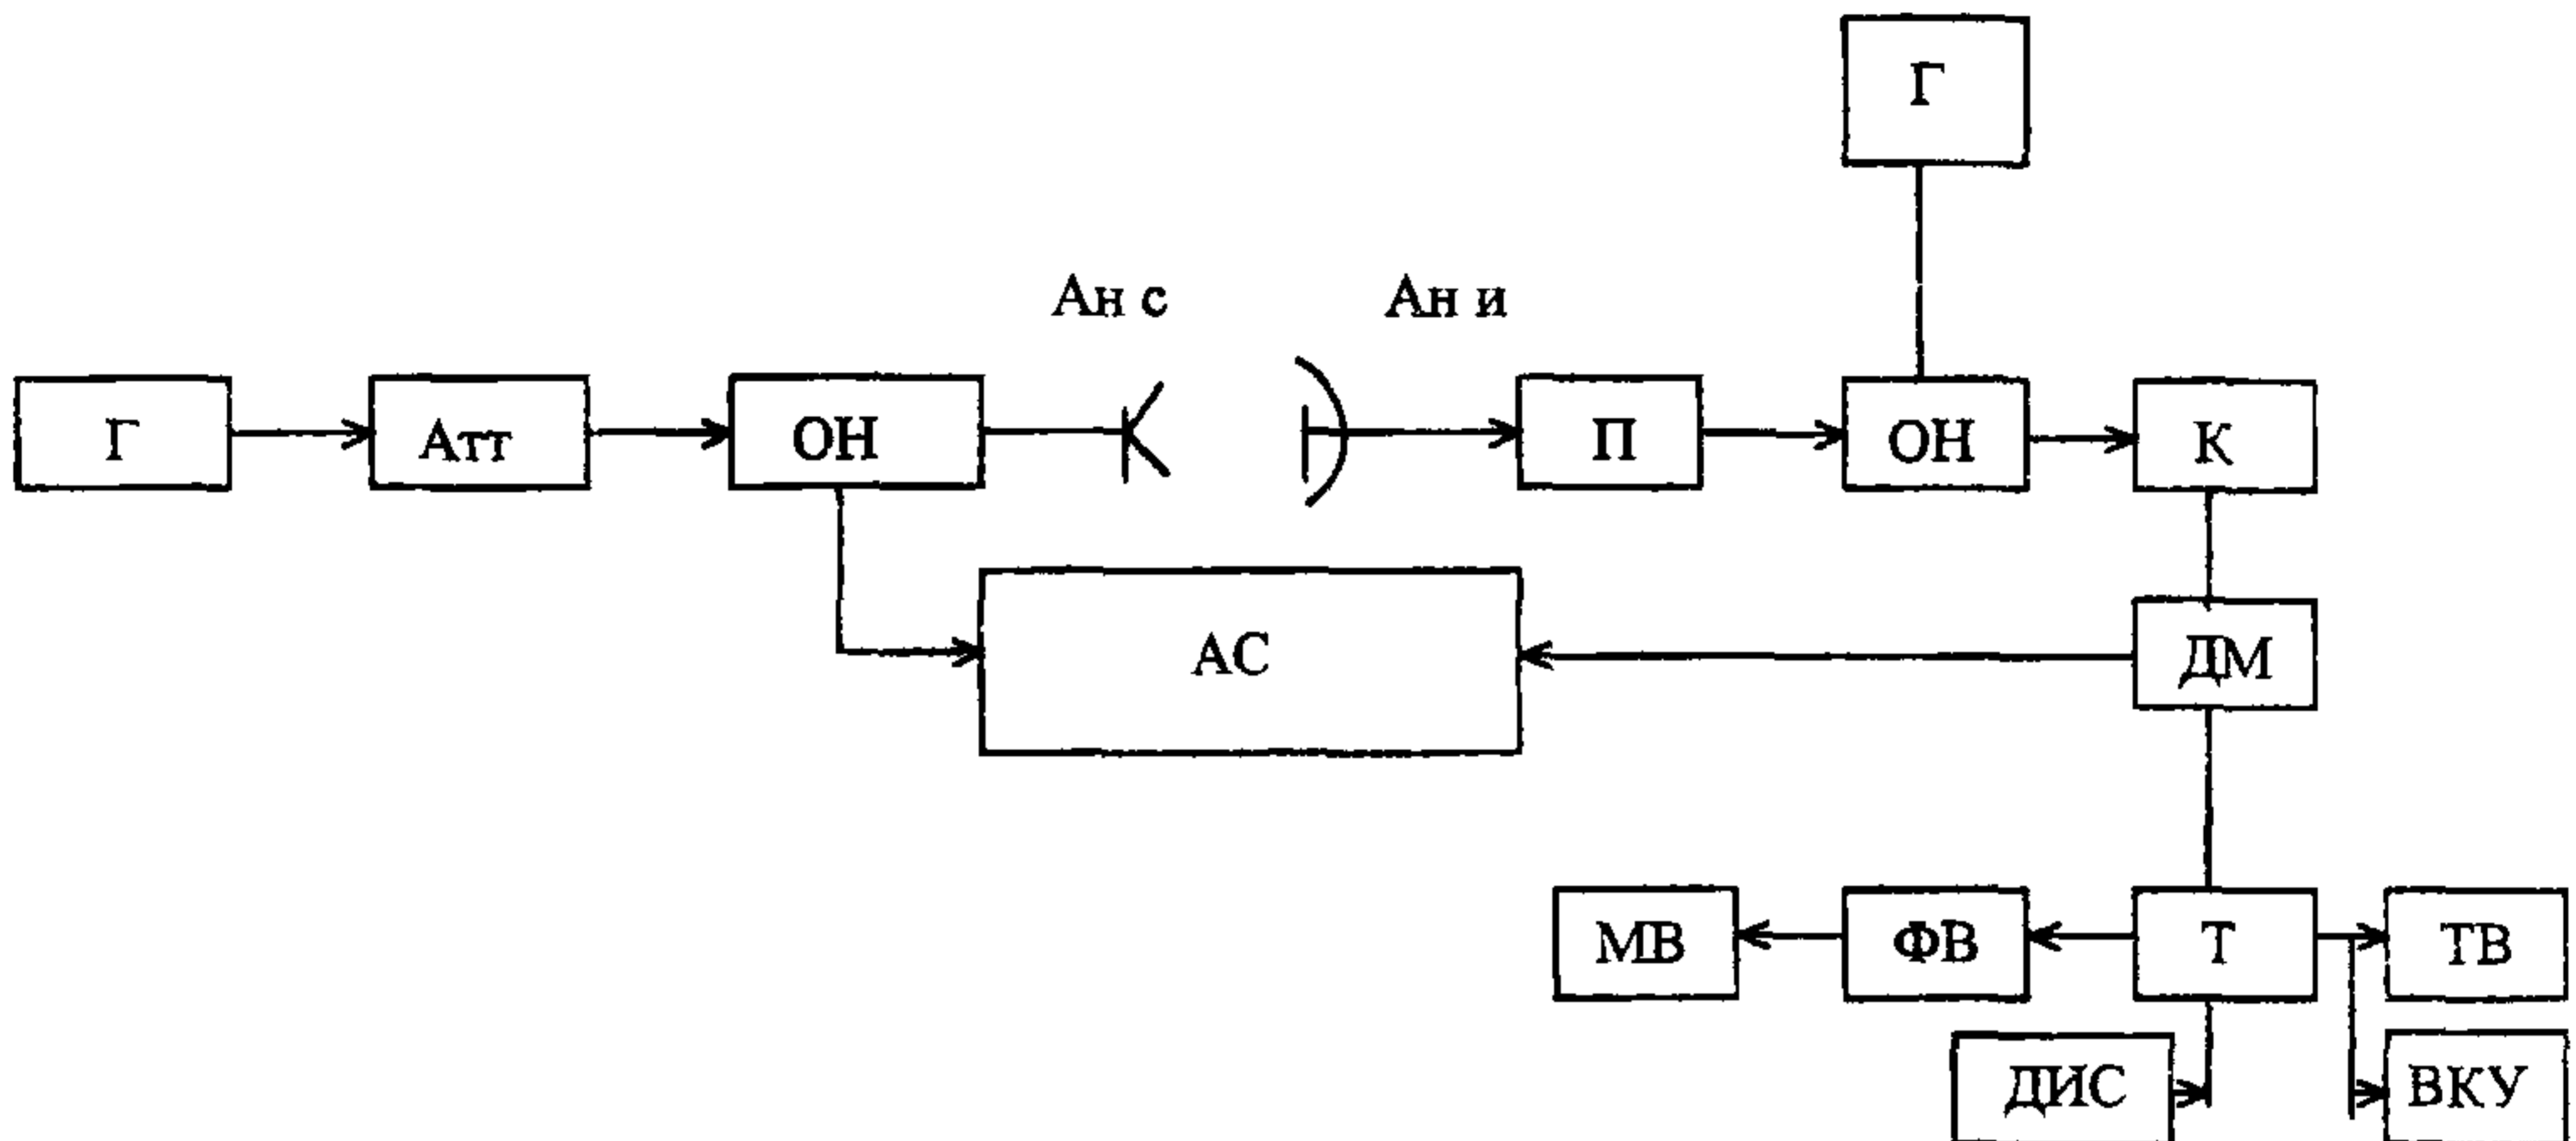 Г
Ан с Ан и
Г Атт ОН П ОН К
АС ДМ
МВ ФВ Т ТВ
ДИС ВКУ